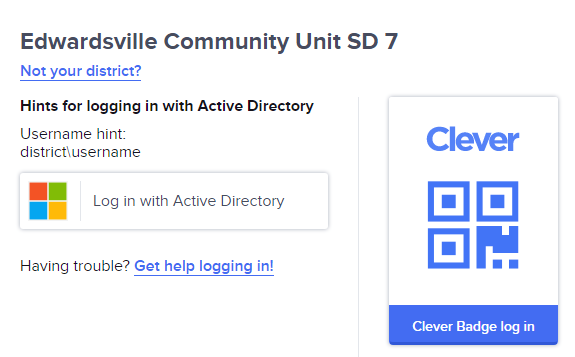 Edwardsville Community Unit SD 7
Not your district?
Hints for logging in with Active Directory
Username hint:
district\username
Log in with Active Directory
Having trouble? Get help logging in!
Clever
Clever Badge log in